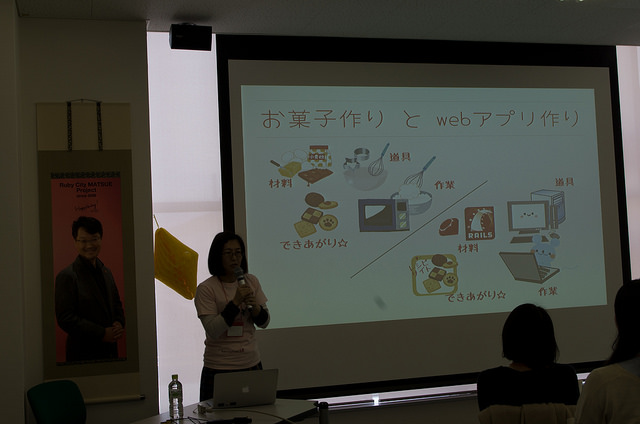 お菓子作り と webアプリ作り
材料
道具
作業
できあがり☆
道具
RAILS
材料
作業
できあがり☆
Ruby City MATSUE
Project